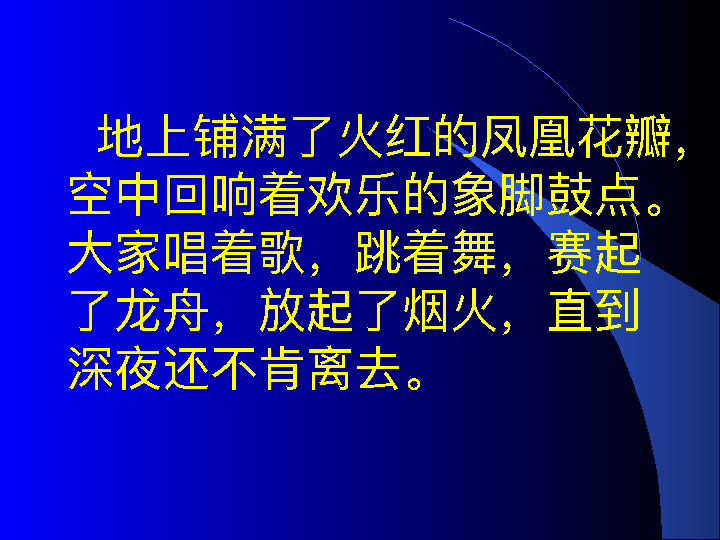 地上铺满了火红的凤凰花瓣，
空中回响着欢乐的象脚鼓点。
大家唱着歌，跳着舞，赛起
了龙舟，放起了烟火，直到
深夜还不肯离去。